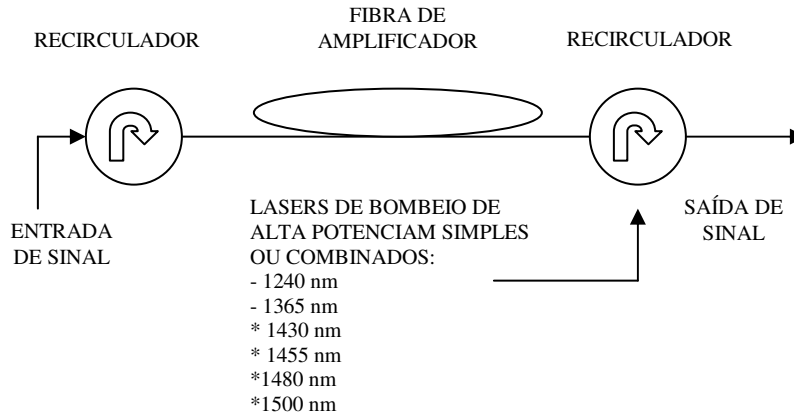 FIBRA DE
AMPLIFICADOR
RECIRCULADOR
RECIRCULADOR
ENTRADA
DE SINAL
LASERS DE BOMBEIO DE
ALTA POTENCIAM SIMPLES
OU COMBINADOS:
- 1240 nm
- 1365 nm
* 1430 nm
* 1455 nm
*1480 nm
*1500 nm
SAÍDA DE
SINAL